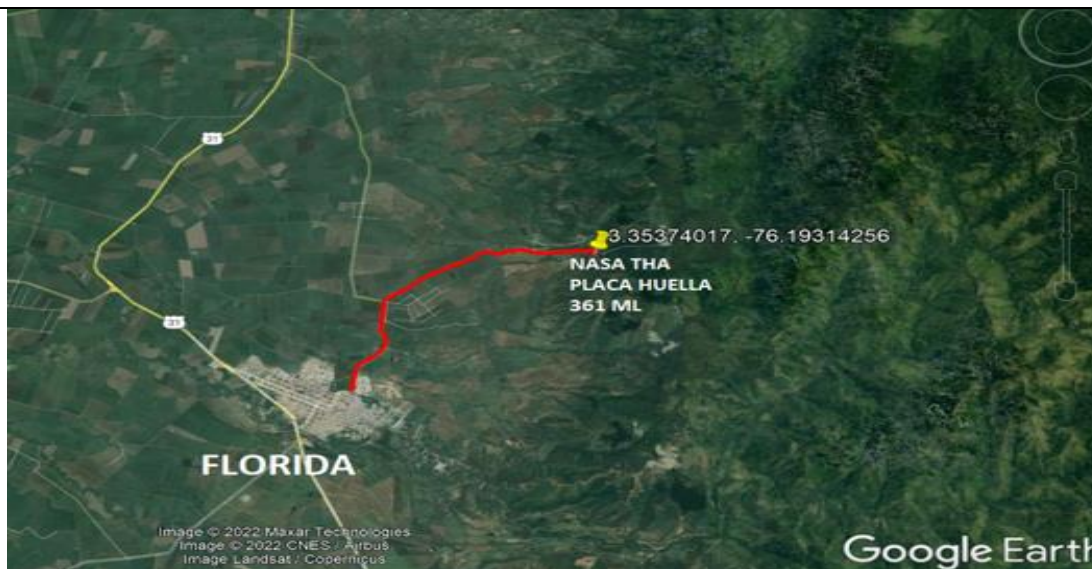 31
3.35374017. -76.19314256
NASA THA
PLACA HUELLA
361 ML
31
FLORIDA
Image © 2022 Maxar Technologies
Image © 2022 CNES / Airbus
Image Landsat / Copernicus
Google Earth